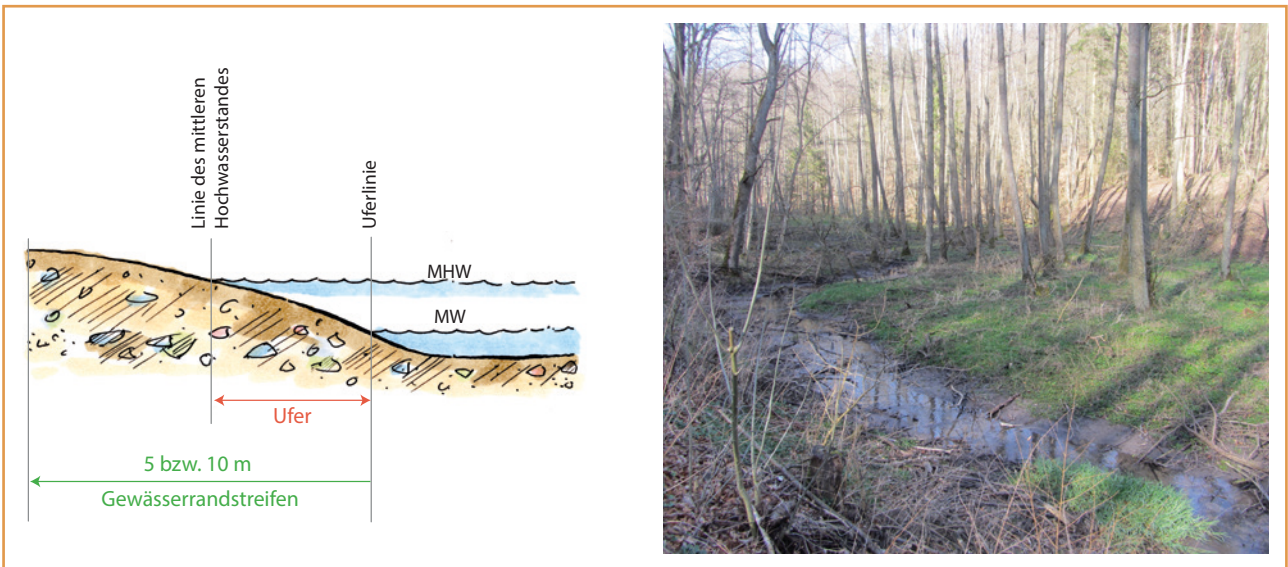 Linie des mittleren
Hochwasserstandes
Uferlinie
MHW
MW
Ufer
5 bzw. 10 m
Gewässerrandstreifen